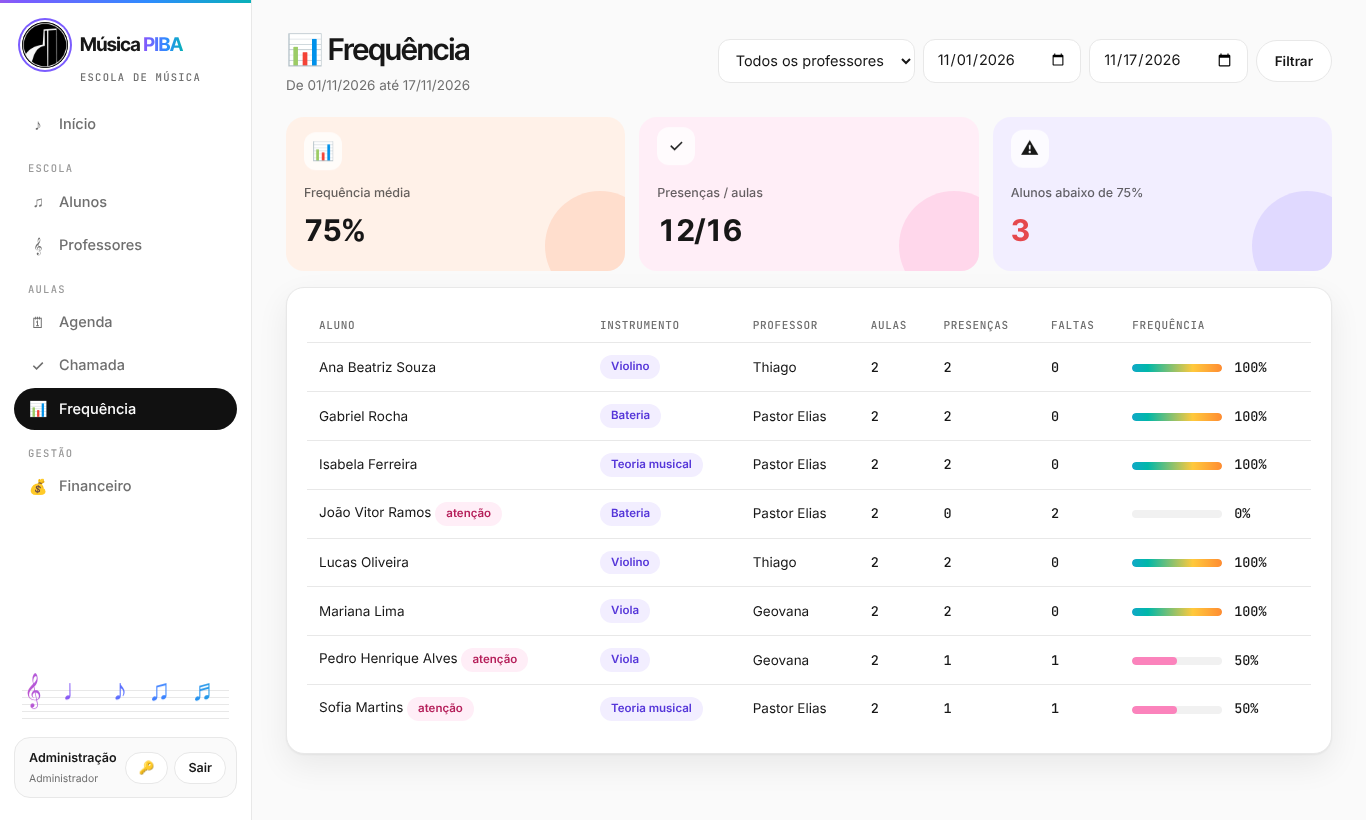 Música PIBA
ESCOLA DE MÚSICA
Início
ESCOLA
Alunos
Professores
AULAS
Agenda
Chamada
Frequência
GESTÃO
Financeiro
Administração
Administrador
Sair
Frequência
De 01/11/2026 até 17/11/2026
Todos os professores
11/01/2026
11/17/2026
Filtrar
Frequência média
75%
Presenças / aulas
12/16
Alunos abaixo de 75%
3
ALUNO INSTRUMENTO PROFESSOR AULAS PRESENÇAS FALTAS FREQUÊNCIA
Ana Beatriz Souza Violino Thiago 2 2 0 100%
Gabriel Rocha Bateria Pastor Elias 2 2 0 100%
Isabela Ferreira Teoria musical Pastor Elias 2 2 0 100%
João Vitor Ramos atenção Bateria Pastor Elias 2 0 2 0%
Lucas Oliveira Violino Thiago 2 2 0 100%
Mariana Lima Viola Geovana 2 2 0 100%
Pedro Henrique Alves atenção Viola Geovana 2 1 1 50%
Sofia Martins atenção Teoria musical Pastor Elias 2 1 1 50%